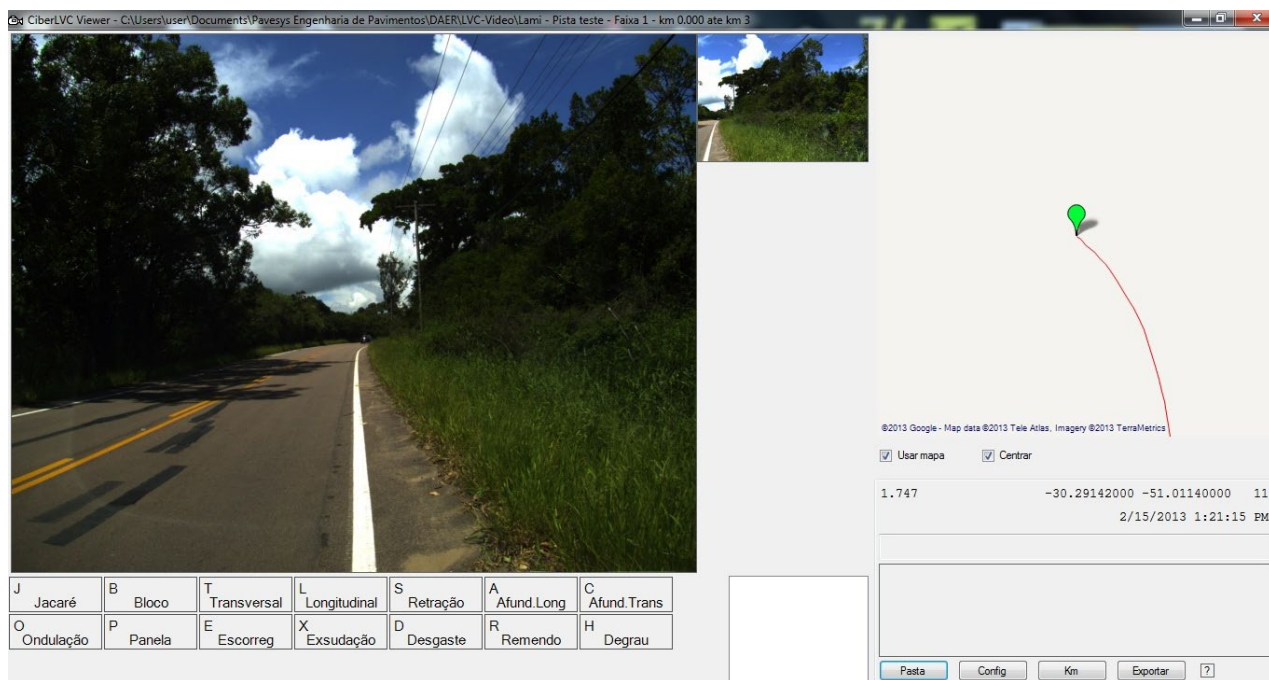 CiberLVC Viewer - C:\Users\user\Documents\Pavesys Engenharia de Pavimentos\DAER\LVC-Video\Lami - Pista teste - Faixa 1 - km 0.000 ate km 3
©2013 Google - Map data ©2013 Tele Atlas, Imagery ©2013 TerraMetrics
Usar mapa Centrar
1.747 -30.29142000 -51.01140000 11
2/15/2013 1:21:15 PM
J Jacaré
B Bloco
T Transversal
L Longitudinal
S Retração
A Afund.Long
C Afund.Trans
O Ondulação
P Panela
E Escorreg
X Exsudação
D Desgaste
R Remendo
H Degrau
Pasta Config Km Exportar ?